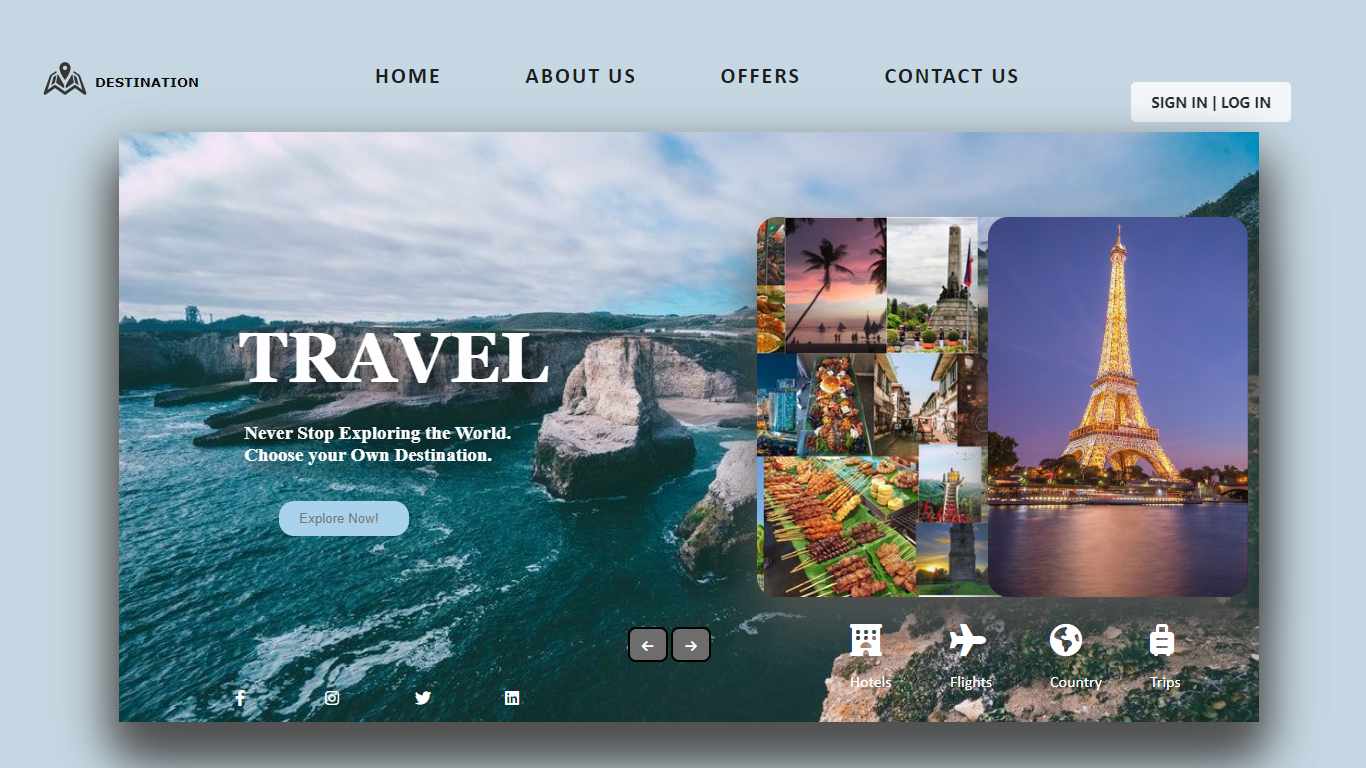 DESTINATION
HOME
ABOUT US
OFFERS
CONTACT US
SIGN IN | LOG IN
TRAVEL
Never Stop Exploring the World.
Choose your Own Destination.
Explore Now!
Hotels
Flights
Country
Trips